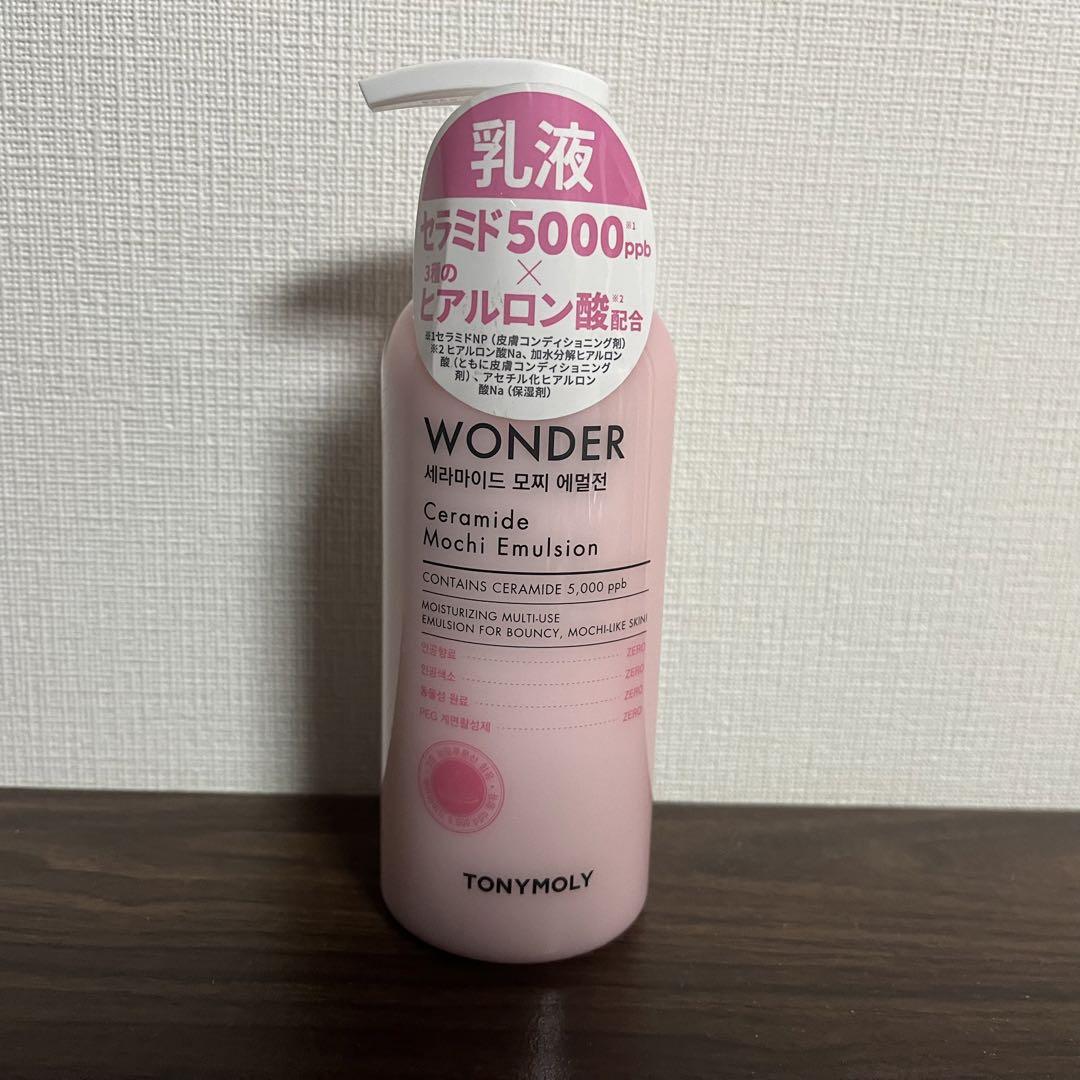 乳液
セラミド5000ppb※1
×
3種の
ヒアルロン酸※2配合
※1セラミドNP（皮膚コンディショニング剤）
※2 ヒアルロン酸Na、加水分解ヒアルロン
酸（ともに皮膚コンディショニング
剤）、アセチル化ヒアルロン
酸Na（保湿剤）
WONDER
세라마이드 모찌 에멀전
Ceramide
Mochi Emulsion
CONTAINS CERAMIDE 5,000 ppb
MOISTURIZING MULTI-USE
EMULSION FOR BOUNCY, MOCHI-LIKE SKIN!
인공향료 ZERO
인공색소 ZERO
동물성 원료 ZERO
PEG 계면활성제 ZERO
TONYMOLY